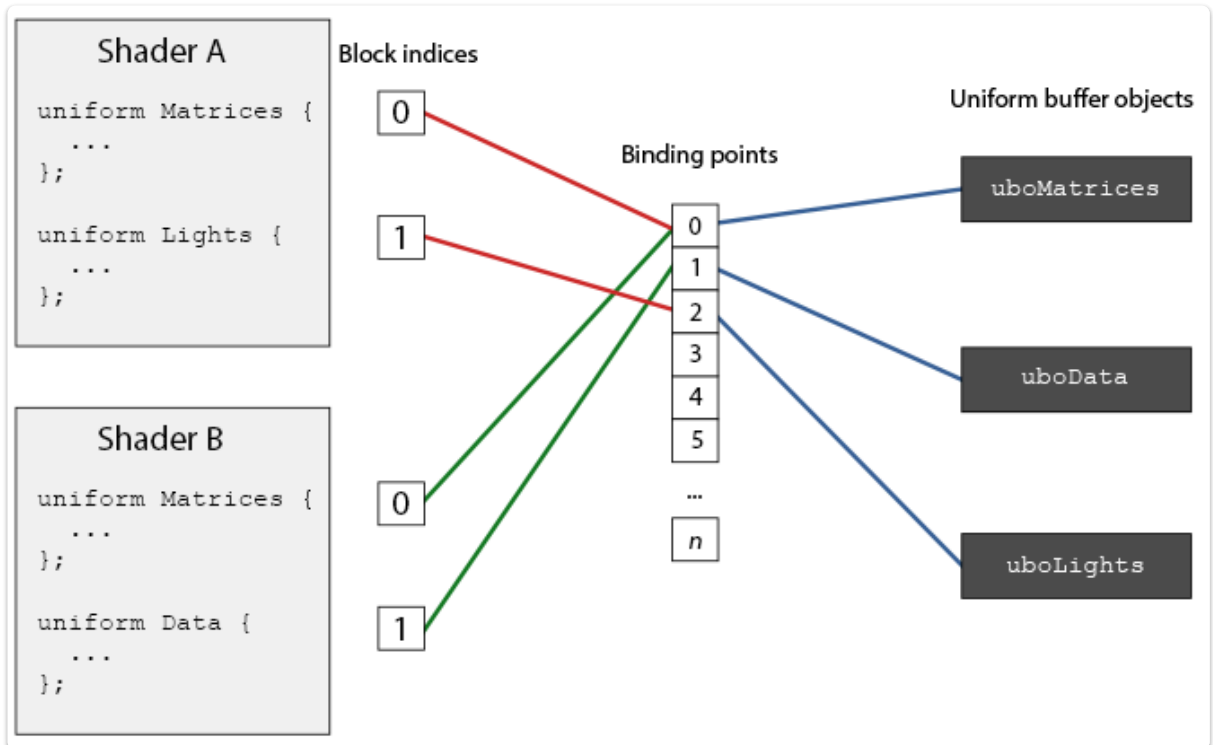 Shader A
uniform Matrices {
...
};
uniform Lights {
...
};
Shader B
uniform Matrices {
...
};
uniform Data {
...
};
Block indices
0
1
0
1
Binding points
0
1
2
3
4
5
...
n
Uniform buffer objects
uboMatrices
uboData
uboLights